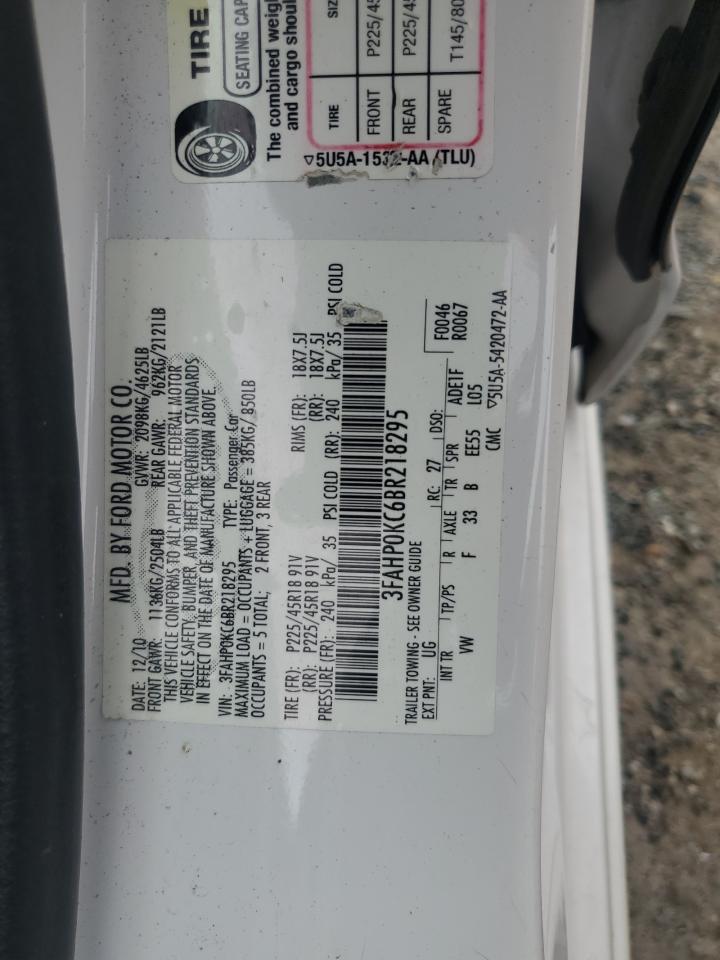 TIRE
SEATING CAP
The combined weig
and cargo shoul
TIRE SIZ
FRONT P225/45
REAR P225/4
SPARE T145/80
5U5A-1532-AA (TLU)
MFD. BY FORD MOTOR CO.
DATE: 12/10 GVWR: 2098KG/4625LB
FRONT GAWR: 1136KG/2504LB REAR GAWR: 962KG/2121LB
THIS VEHICLE CONFORMS TO ALL APPLICABLE FEDERAL MOTOR
VEHICLE SAFETY, BUMPER, AND THEFT PREVENTION STANDARDS
IN EFFECT ON THE DATE OF MANUFACTURE SHOWN ABOVE.
VIN: 3FAHP0KC6BR218295 TYPE: Passenger Car
MAXIMUM LOAD = OCCUPANTS + LUGGAGE = 385KG/ 850LB
OCCUPANTS = 5 TOTAL; 2 FRONT, 3 REAR
TIRE (FR): P225/45R18 91V RIMS (FR): 18X7.5J
(RR): P225/45R18 91V (RR): 18X7.5J
PRESSURE (FR): 240 kPa/ 35 PSI COLD (RR): 240 kPa/ 35 PSI COLD
3FAHP0KC6BR218295
TRAILER TOWING - SEE OWNER GUIDE F0046
EXT PNT: UG RC: 27 DSO: R0067
INT TR TP/PS R AXLE TR SPR ADE1F
VW F 33 B EE55 L05
CMC 5U5A-5420472-AA